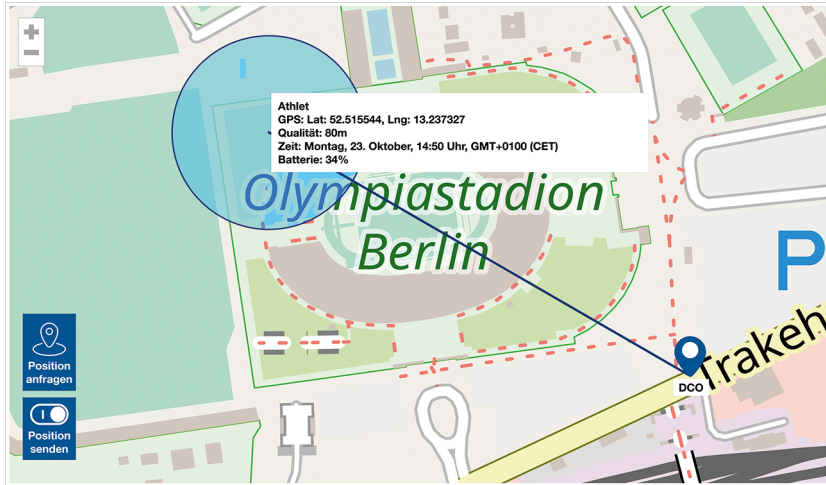 +
−
Athlet
GPS: Lat: 52.515544, Lng: 13.237327
Qualität: 80m
Zeit: Montag, 23. Oktober, 14:50 Uhr, GMT+0100 (CET)
Batterie: 34%
Olympiastadion
Berlin
P
Position
anfragen
Position
senden
DCO
Trakeh